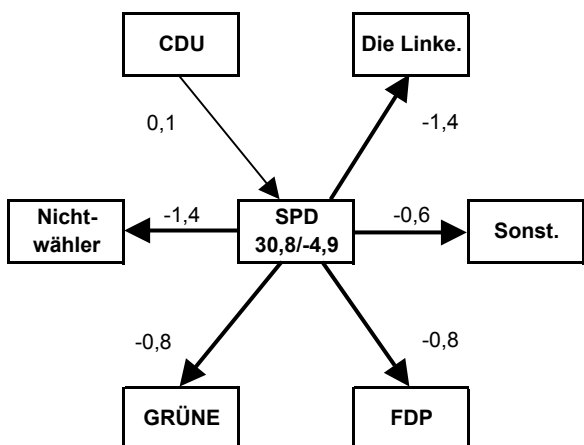 CDU
Die Linke.
0,1
-1,4
Nicht-
wähler
-1,4
SPD
30,8/-4,9
-0,6
Sonst.
-0,8
-0,8
GRÜNE
FDP